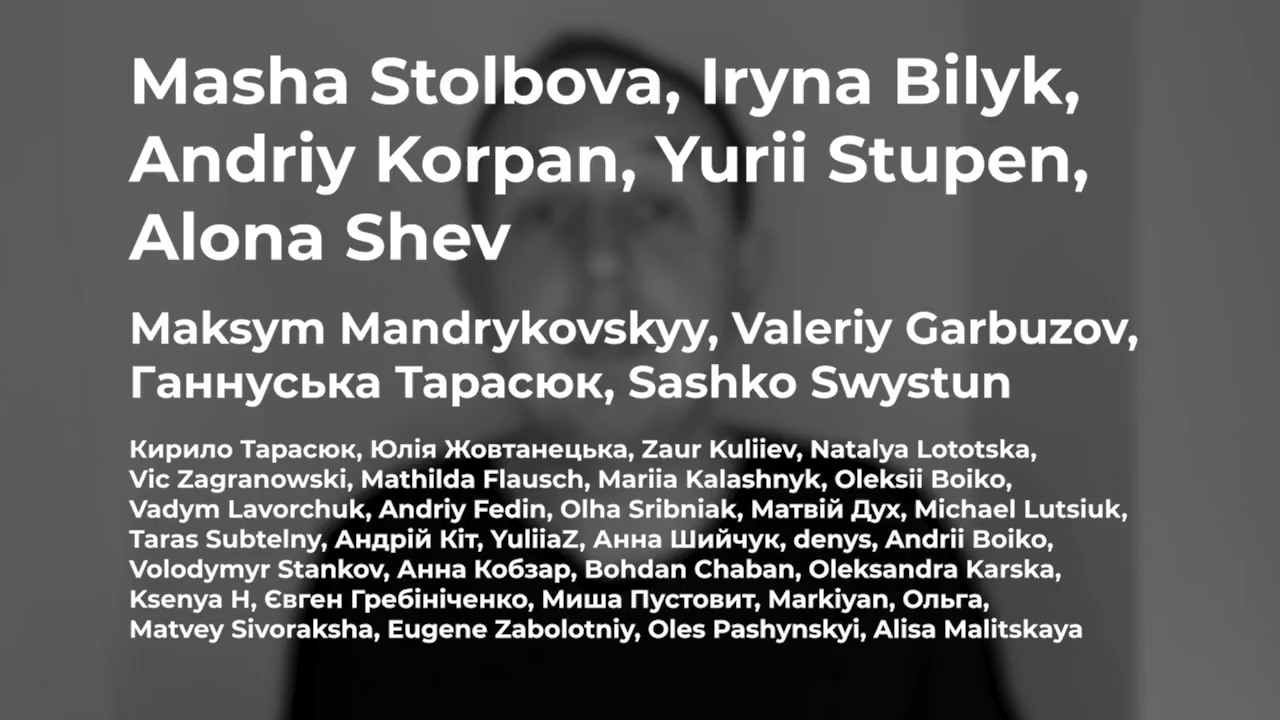 Masha Stolbova, Iryna Bilyk,
Andriy Korpan, Yurii Stupen,
Alona Shev
Maksym Mandrykovskyy, Valeriy Garbuzov,
Ганнуська Тарасюк, Sashko Swystun
Кирило Тарасюк, Юлія Жовтанецька, Zaur Kuliiev, Natalya Lototska,
Vic Zagranowski, Mathilda Flausch, Mariia Kalashnyk, Oleksii Boiko,
Vadym Lavorchuk, Andriy Fedin, Olha Sribniak, Матвій Дух, Michael Lutsiuk,
Taras Subtelny, Андрій Кіт, YuliiaZ, Анна Шийчук, denys, Andrii Boiko,
Volodymyr Stankov, Анна Кобзар, Bohdan Chaban, Oleksandra Karska,
Ksenya H, Євген Гребініченко, Миша Пустовит, Markiyan, Ольга,
Matvey Sivoraksha, Eugene Zabolotniy, Oles Pashynskyi, Alisa Malitskaya